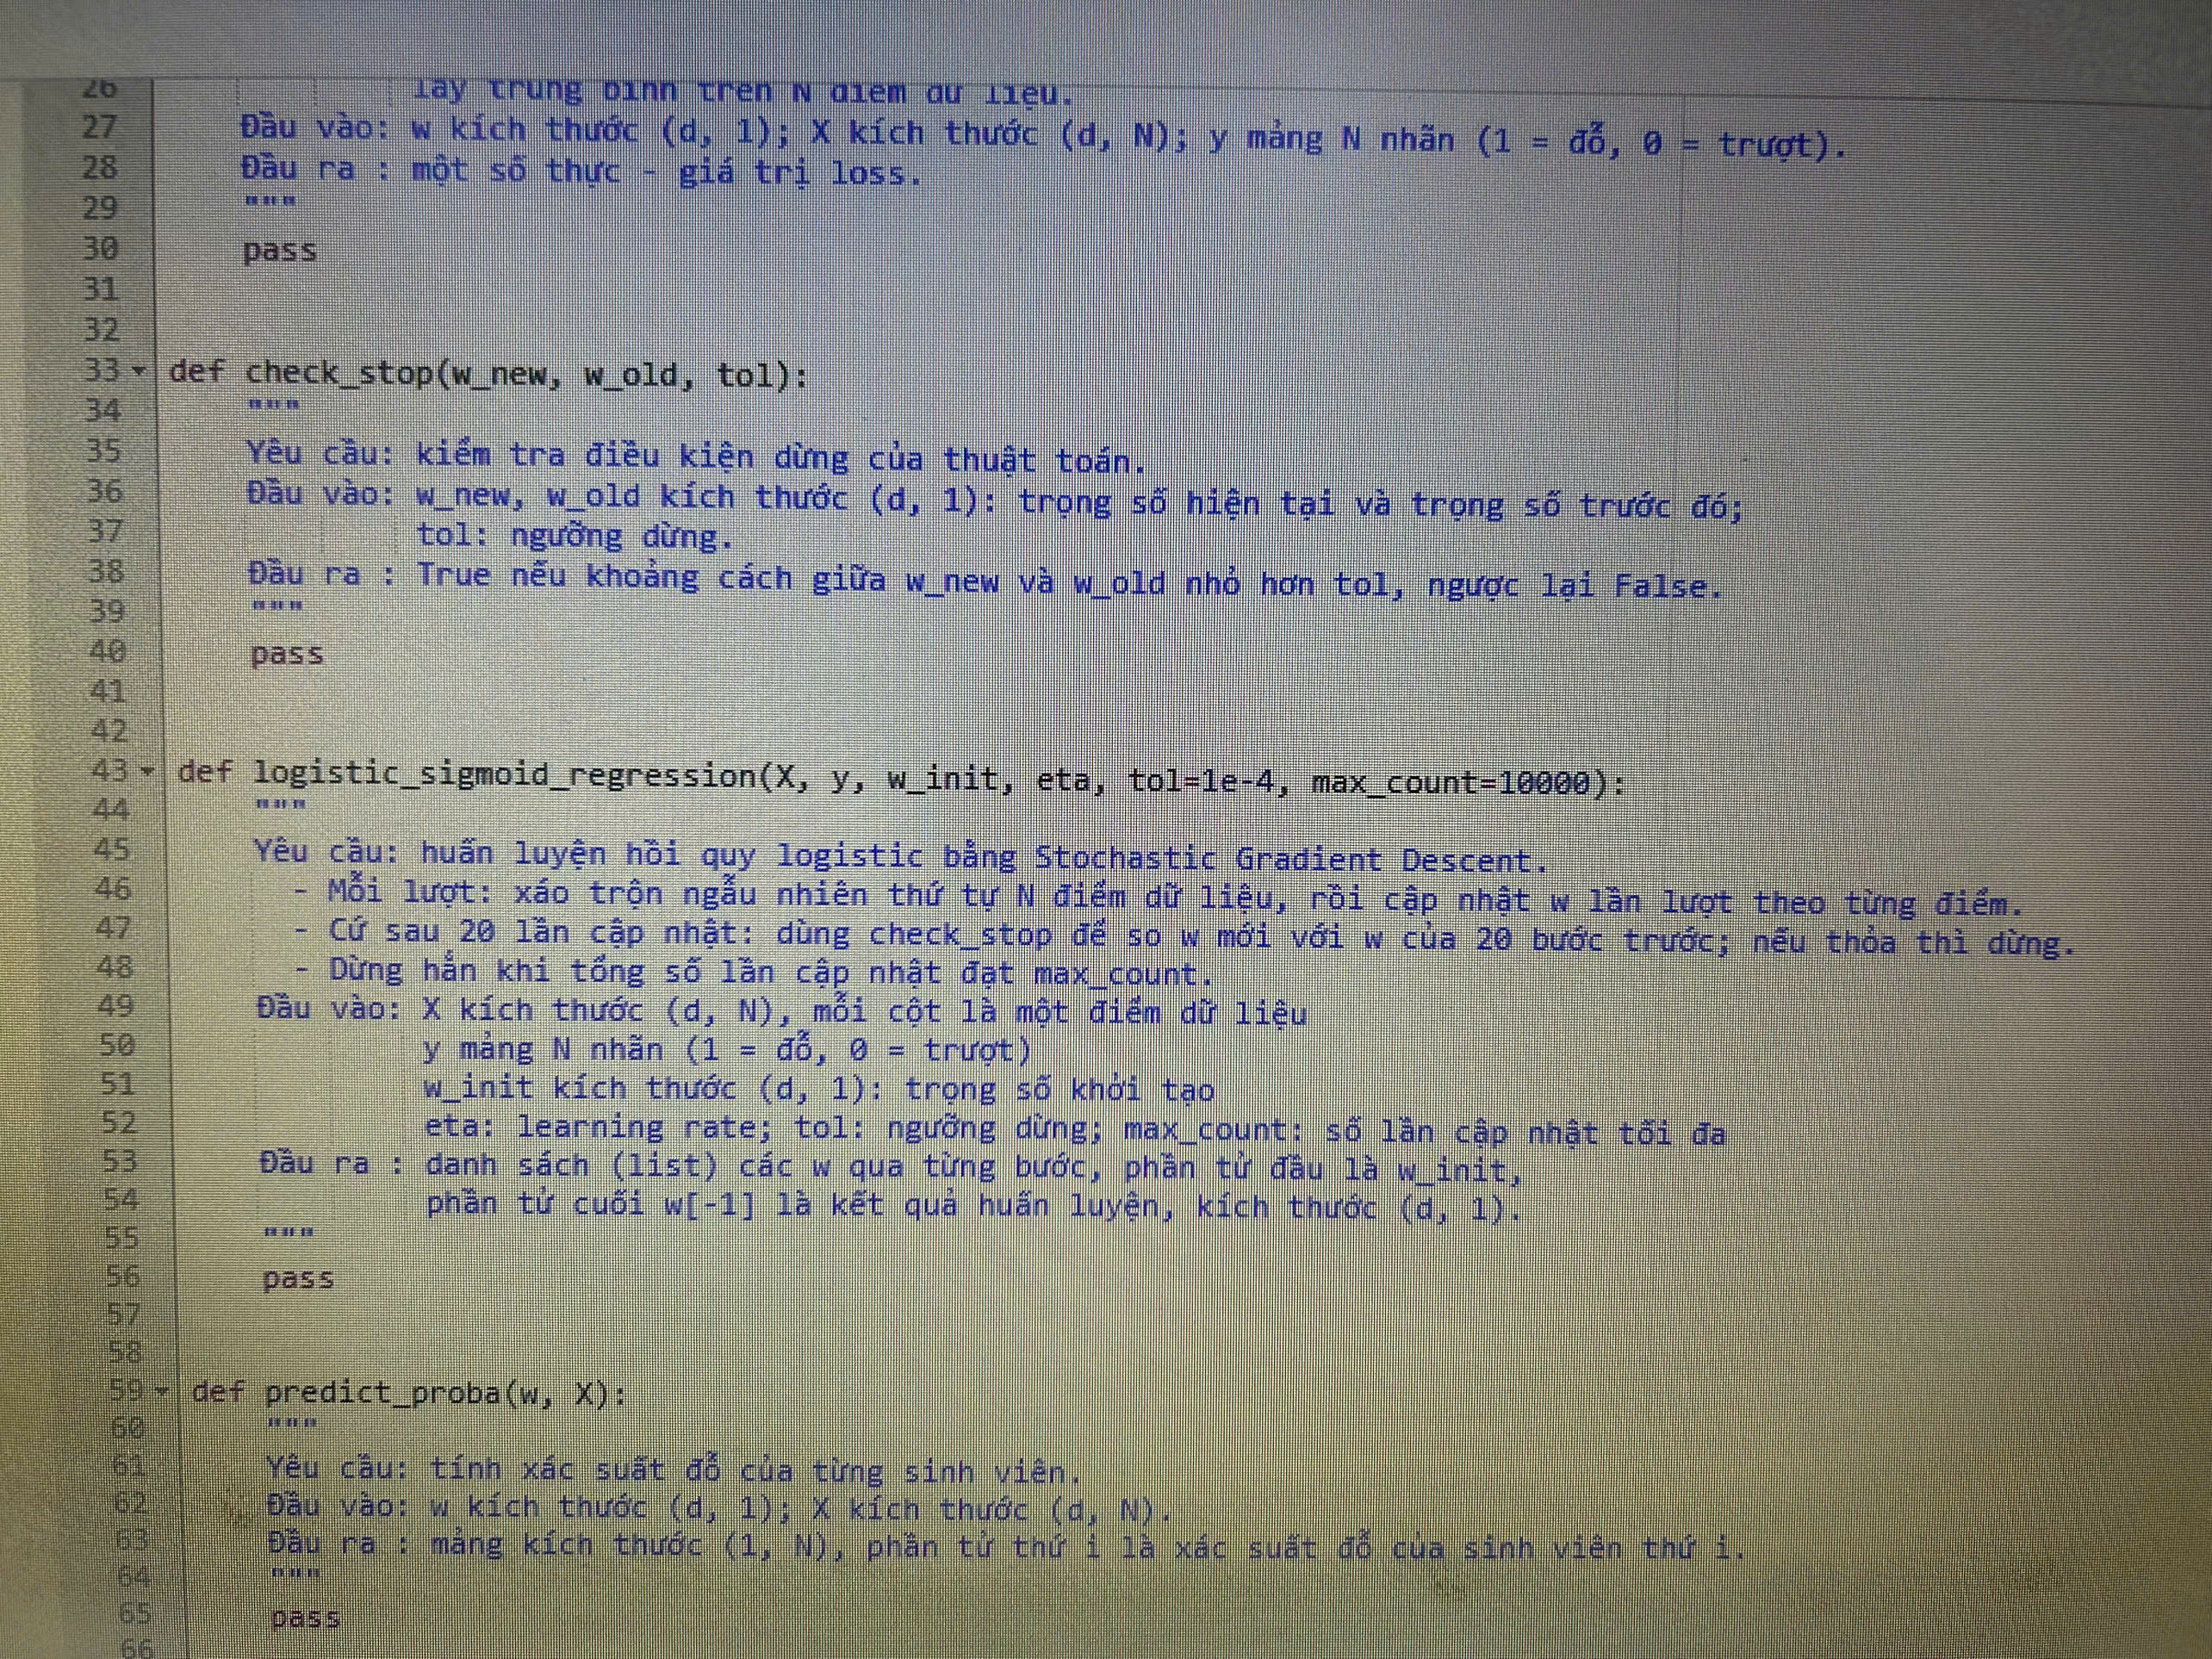 26 lấy trung bình trên N điểm dữ liệu.
27 Đầu vào: w kích thước (d, 1); X kích thước (d, N); y mảng N nhãn (1 = đỗ, 0 = trượt).
28 Đầu ra : một số thực - giá trị loss.
29 """
30 pass
31
32
33 def check_stop(w_new, w_old, tol):
34 """
35 Yêu cầu: kiểm tra điều kiện dừng của thuật toán.
36 Đầu vào: w_new, w_old kích thước (d, 1): trọng số hiện tại và trọng số trước đó;
37 tol: ngưỡng dừng.
38 Đầu ra : True nếu khoảng cách giữa w_new và w_old nhỏ hơn tol, ngược lại False.
39 """
40 pass
41
42
43 def logistic_sigmoid_regression(X, y, w_init, eta, tol=1e-4, max_count=10000):
44 """
45 Yêu cầu: huấn luyện hồi quy logistic bằng Stochastic Gradient Descent.
46 - Mỗi lượt: xáo trộn ngẫu nhiên thứ tự N điểm dữ liệu, rồi cập nhật w lần lượt theo từng điểm.
47 - Cứ sau 20 lần cập nhật: dùng check_stop để so w mới với w của 20 bước trước; nếu thỏa thì dừng.
48 - Dừng hẳn khi tổng số lần cập nhật đạt max_count.
49 Đầu vào: X kích thước (d, N), mỗi cột là một điểm dữ liệu
50 y mảng N nhãn (1 = đỗ, 0 = trượt)
51 w_init kích thước (d, 1): trọng số khởi tạo
52 eta: learning rate; tol: ngưỡng dừng; max_count: số lần cập nhật tối đa
53 Đầu ra : danh sách (list) các w qua từng bước, phần tử đầu là w_init,
54 phần tử cuối w[-1] là kết quả huấn luyện, kích thước (d, 1).
55 """
56 pass
57
58
59 def predict_proba(w, X):
60 """
61 Yêu cầu: tính xác suất đỗ của từng sinh viên.
62 Đầu vào: w kích thước (d, 1); X kích thước (d, N).
63 Đầu ra : mảng kích thước (1, N), phần tử thứ i là xác suất đỗ của sinh viên thứ i.
64 """
65 pass
66